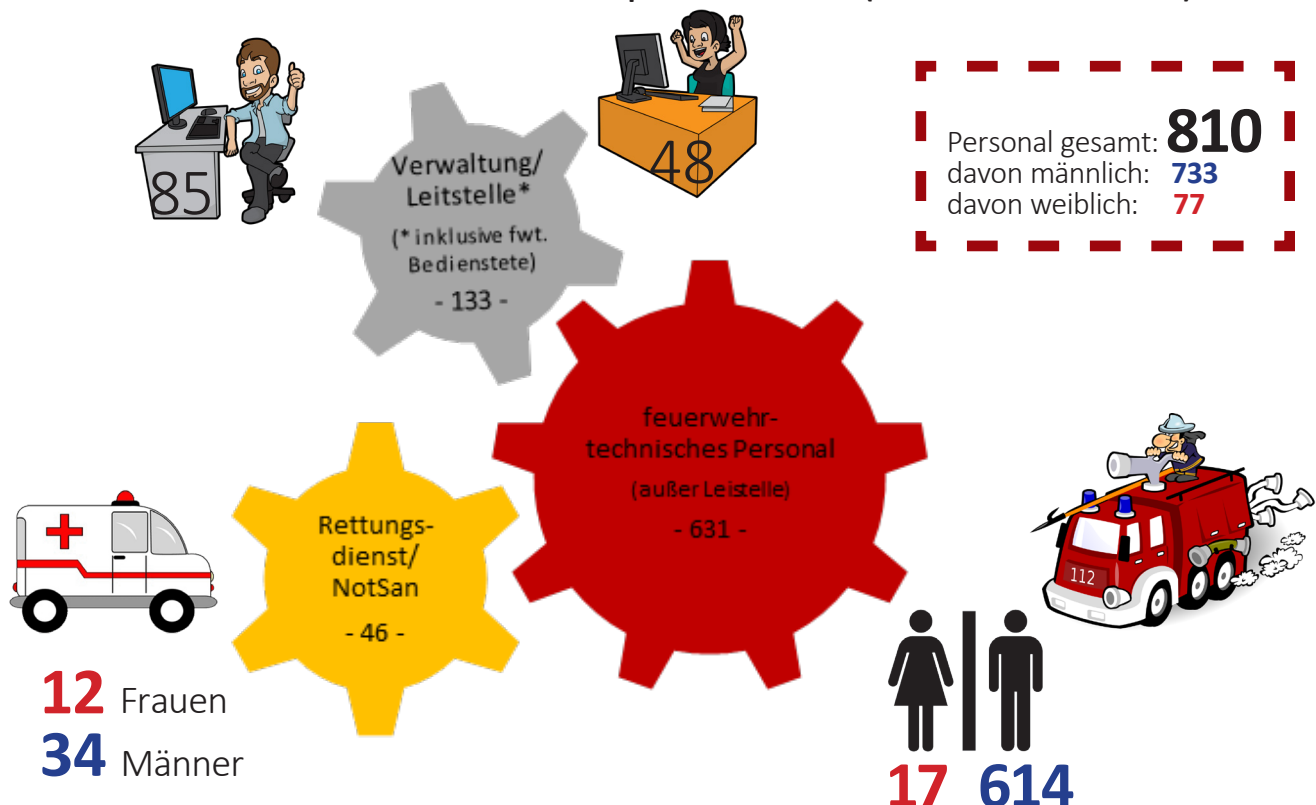 85
Verwaltung/
Leitstelle*
(* inklusive fwt.
Bedienstete)
- 133 -
48
Personal gesamt: 810
davon männlich: 733
davon weiblich: 77
feuerwehr-
technisches Personal
(außer Leistelle)
- 631 -
Rettungs-
dienst/
NotSan
- 46 -
112
12 Frauen
34 Männer
17 614